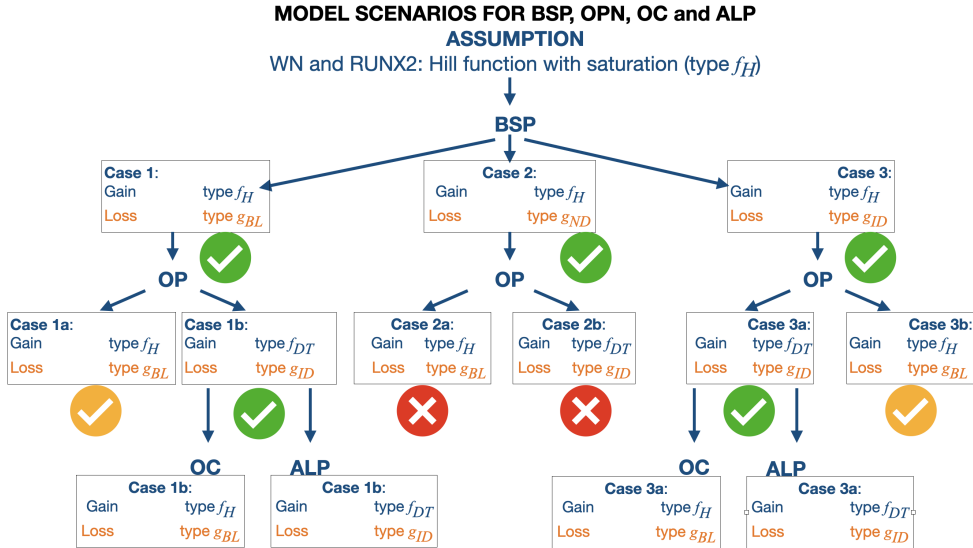 MODEL SCENARIOS FOR BSP, OPN, OC and ALP
ASSUMPTION
WN and RUNX2: Hill function with saturation (type f_H)
BSP
Case 1:
Gain type f_H
Loss type g_BL
Case 2:
Gain type f_H
Loss type g_ND
Case 3:
Gain type f_H
Loss type g_ID
OP
OP
OP
Case 1a:
Gain type f_H
Loss type g_BL
Case 1b:
Gain type f_DT
Loss type g_ID
Case 2a:
Gain type f_H
Loss type g_BL
Case 2b:
Gain type f_DT
Loss type g_ID
Case 3a:
Gain type f_DT
Loss type g_ID
Case 3b:
Gain type f_H
Loss type g_BL
OC
Case 1b:
Gain type f_H
Loss type g_BL
ALP
Case 1b:
Gain type f_DT
Loss type g_ID
OC
Case 3a:
Gain type f_H
Loss type g_BL
ALP
Case 3a:
Gain type f_DT
Loss type g_ID